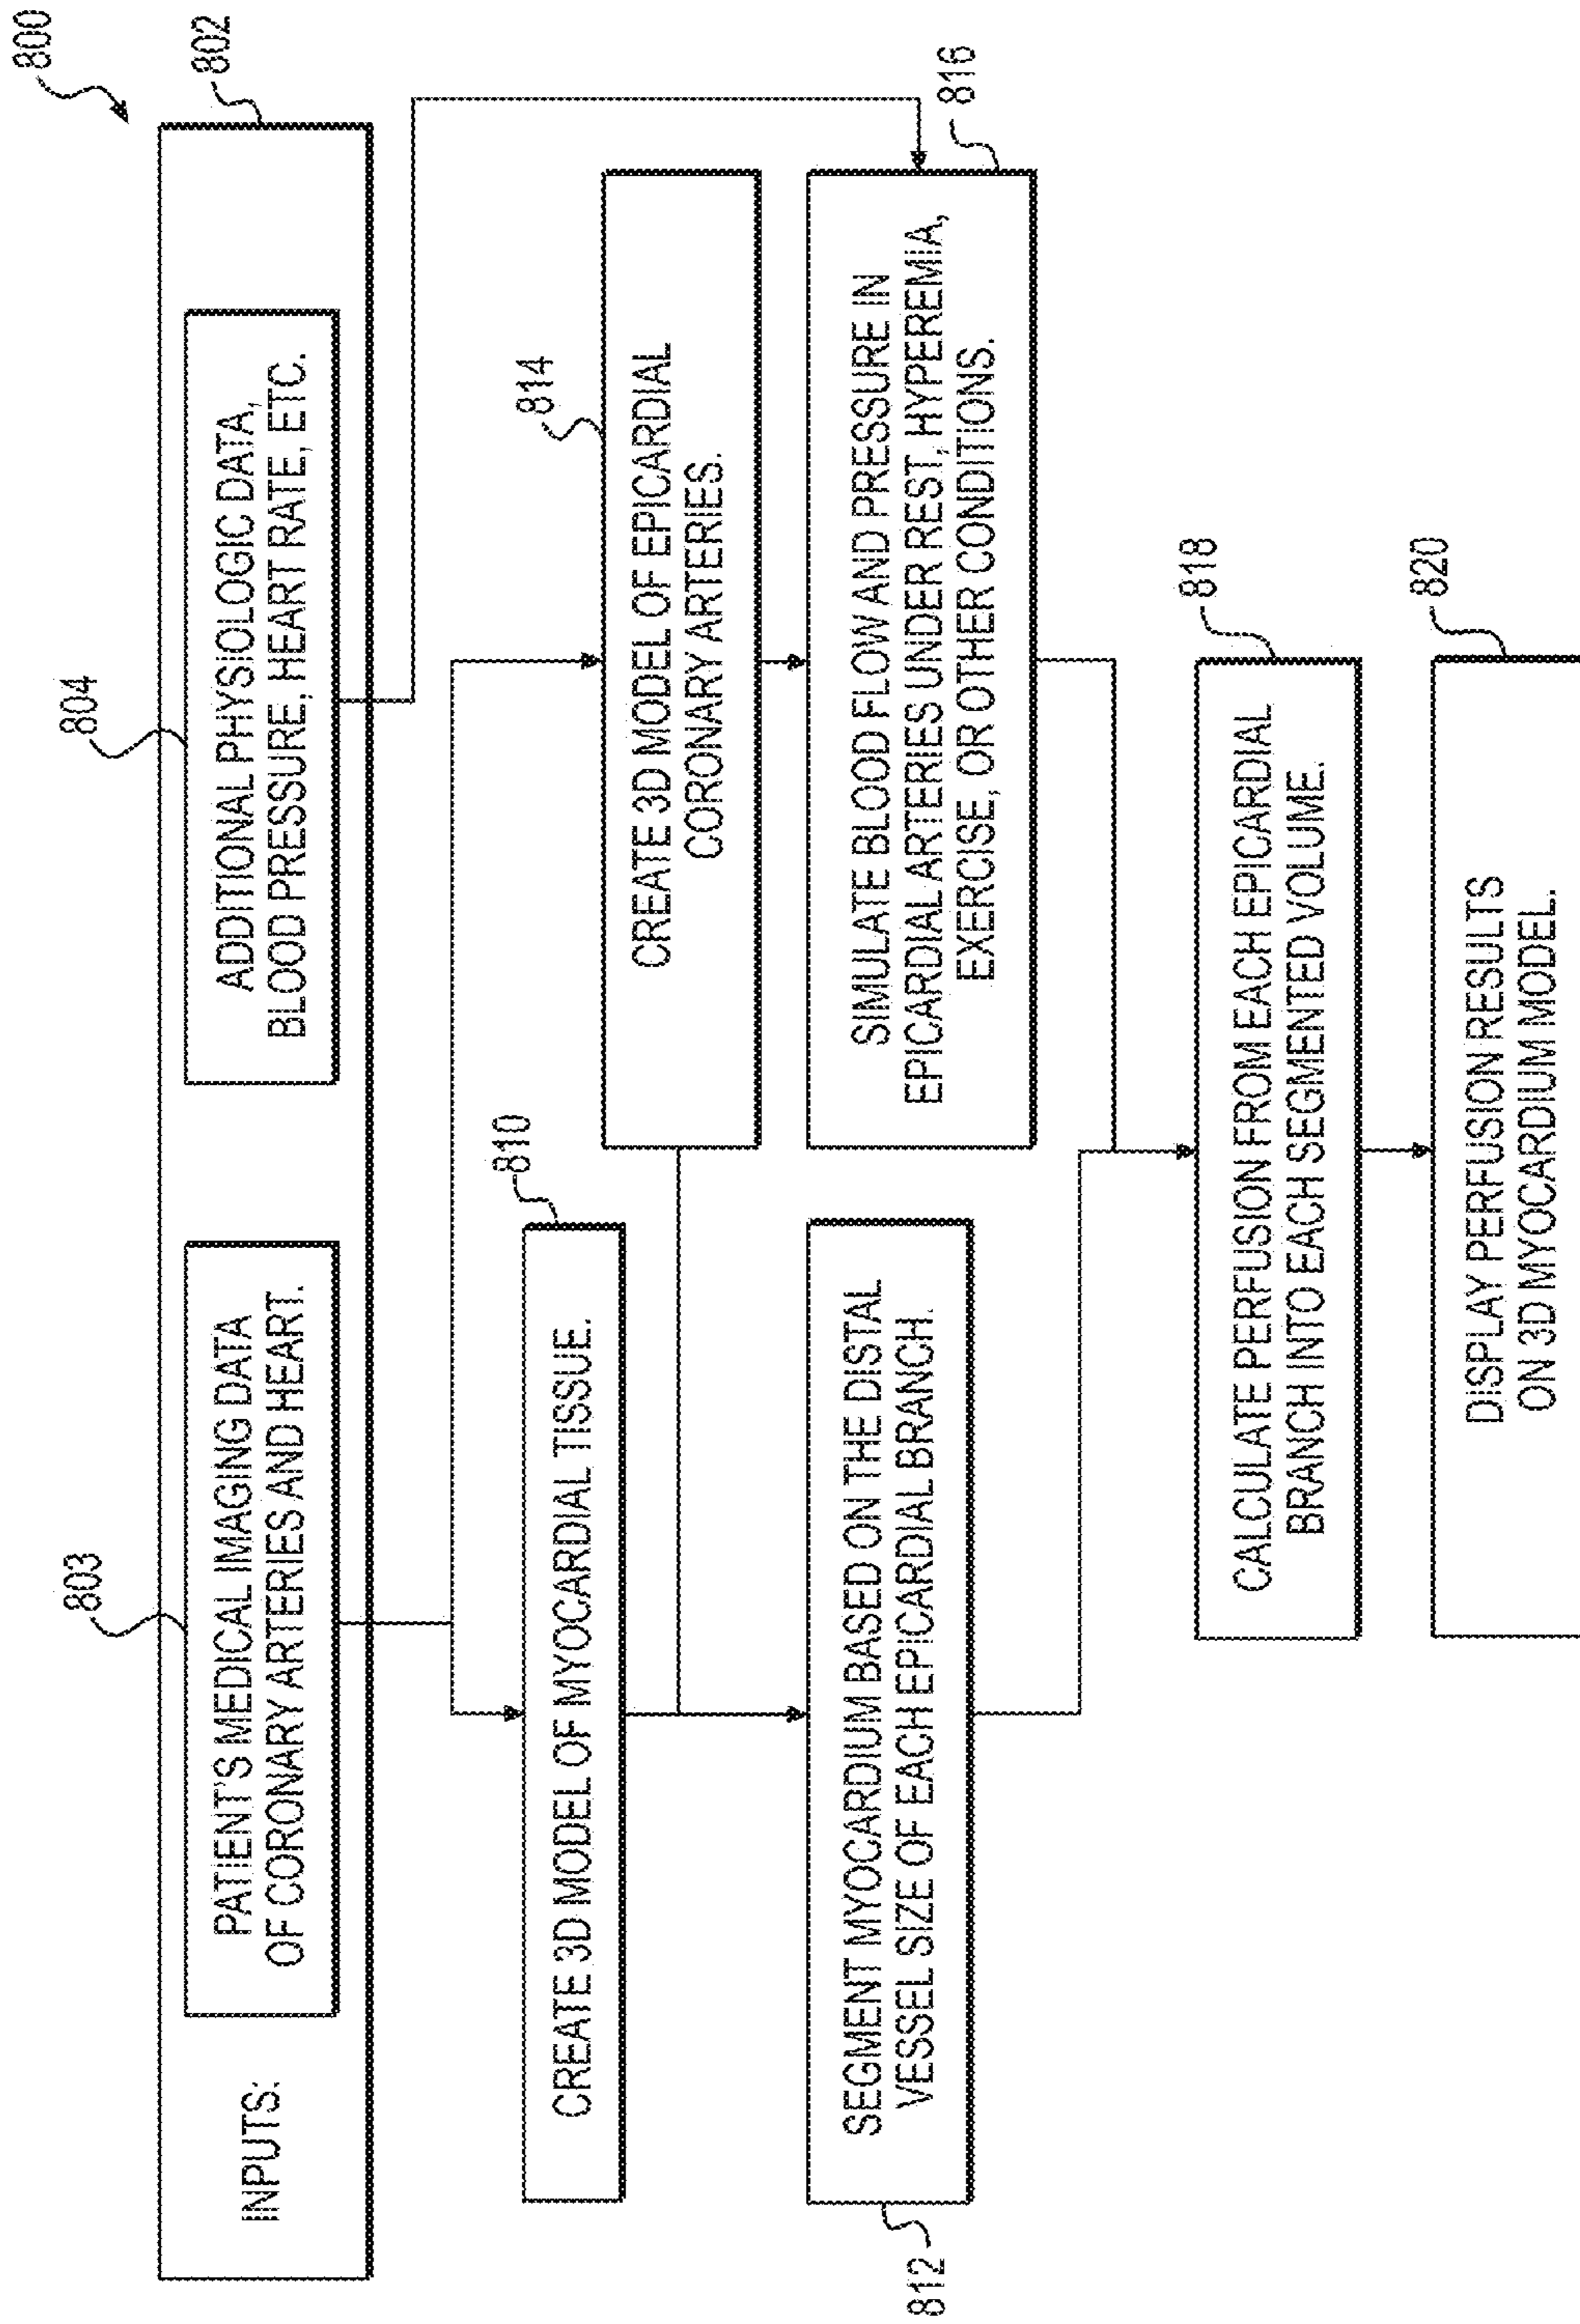 800
802
INPUTS:
803
PATIENT'S MEDICAL IMAGING DATA
OF CORONARY ARTERIES AND HEART.
804
ADDITIONAL PHYSIOLOGIC DATA,
BLOOD PRESSURE, HEART RATE, ETC.
810
CREATE 3D MODEL OF MYOCARDIAL TISSUE.
814
CREATE 3D MODEL OF EPICARDIAL
CORONARY ARTERIES.
812
SEGMENT MYOCARDIUM BASED ON THE DISTAL
VESSEL SIZE OF EACH EPICARDIAL BRANCH.
816
SIMULATE BLOOD FLOW AND PRESSURE IN
EPICARDIAL ARTERIES UNDER REST, HYPEREMIA,
EXERCISE, OR OTHER CONDITIONS.
818
CALCULATE PERFUSION FROM EACH EPICARDIAL
BRANCH INTO EACH SEGMENTED VOLUME.
820
DISPLAY PERFUSION RESULTS
ON 3D MYOCARDIUM MODEL.